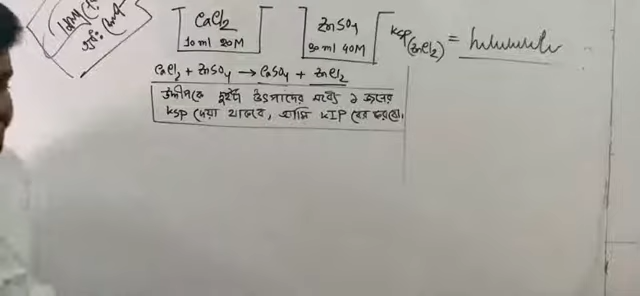 CaCl₂
10 ml 20M
ZnSO₄
20 ml 40M
Ksp(ZnCl₂) =
CaCl₂ + ZnSO₄ → CaSO₄ + ZnCl₂
উদ্দীপকে দুইটি উৎপাদের মধ্যে ১ জনের
Ksp দেয়া থাকবে, আমি KIP বের করবো,